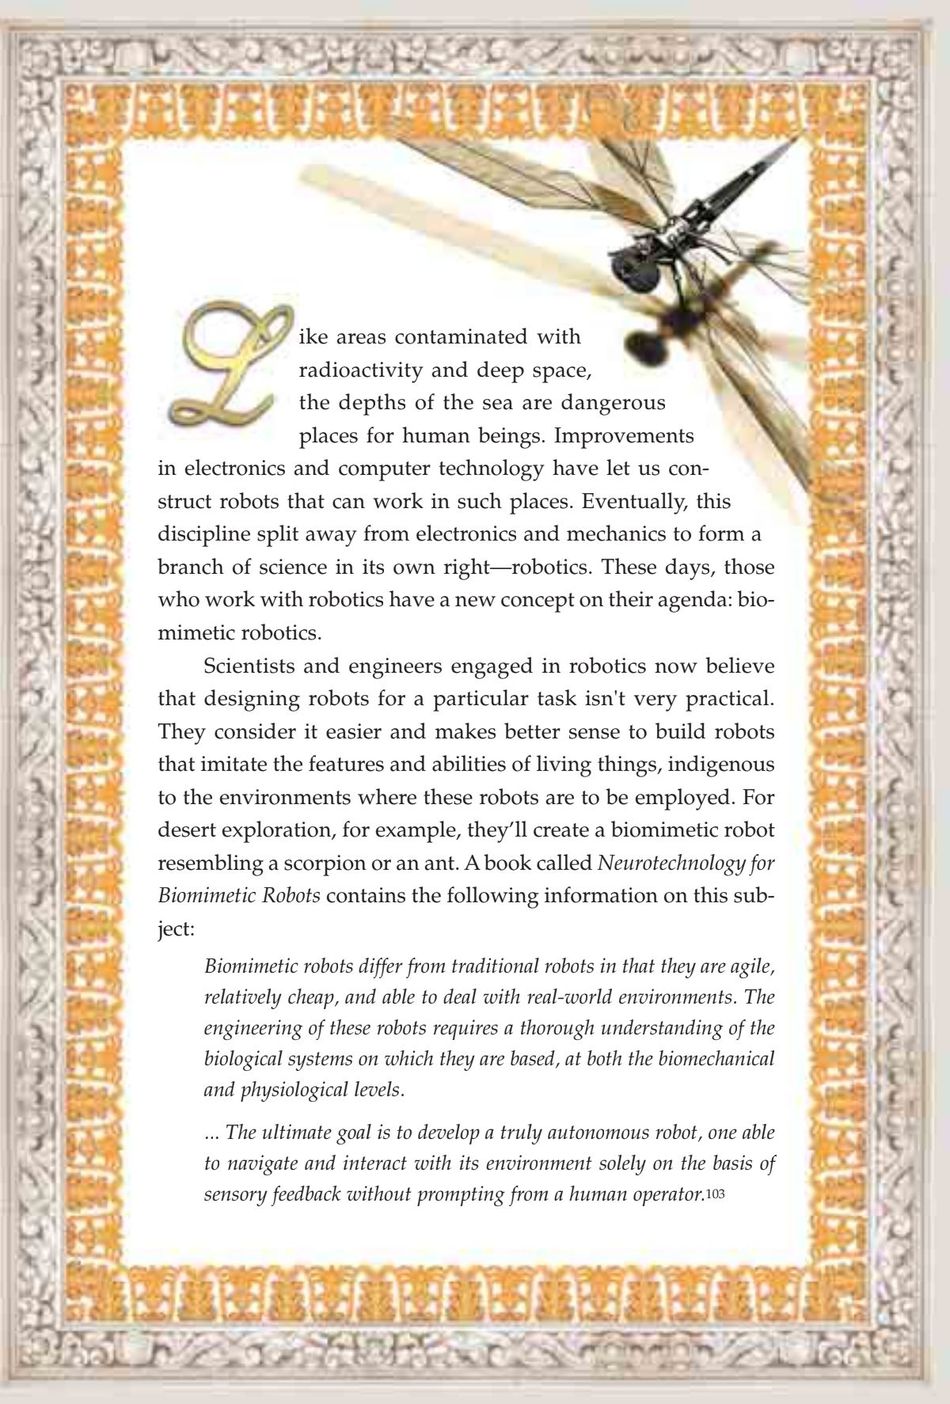 Like areas contaminated with
radioactivity and deep space,
the depths of the sea are dangerous
places for human beings. Improvements
in electronics and computer technology have let us con-
struct robots that can work in such places. Eventually, this
discipline split away from electronics and mechanics to form a
branch of science in its own right—robotics. These days, those
who work with robotics have a new concept on their agenda: bio-
mimetic robotics.
Scientists and engineers engaged in robotics now believe
that designing robots for a particular task isn't very practical.
They consider it easier and makes better sense to build robots
that imitate the features and abilities of living things, indigenous
to the environments where these robots are to be employed. For
desert exploration, for example, they’ll create a biomimetic robot
resembling a scorpion or an ant. A book called Neurotechnology for
Biomimetic Robots contains the following information on this sub-
ject:
Biomimetic robots differ from traditional robots in that they are agile,
relatively cheap, and able to deal with real-world environments. The
engineering of these robots requires a thorough understanding of the
biological systems on which they are based, at both the biomechanical
and physiological levels.
... The ultimate goal is to develop a truly autonomous robot, one able
to navigate and interact with its environment solely on the basis of
sensory feedback without prompting from a human operator.103